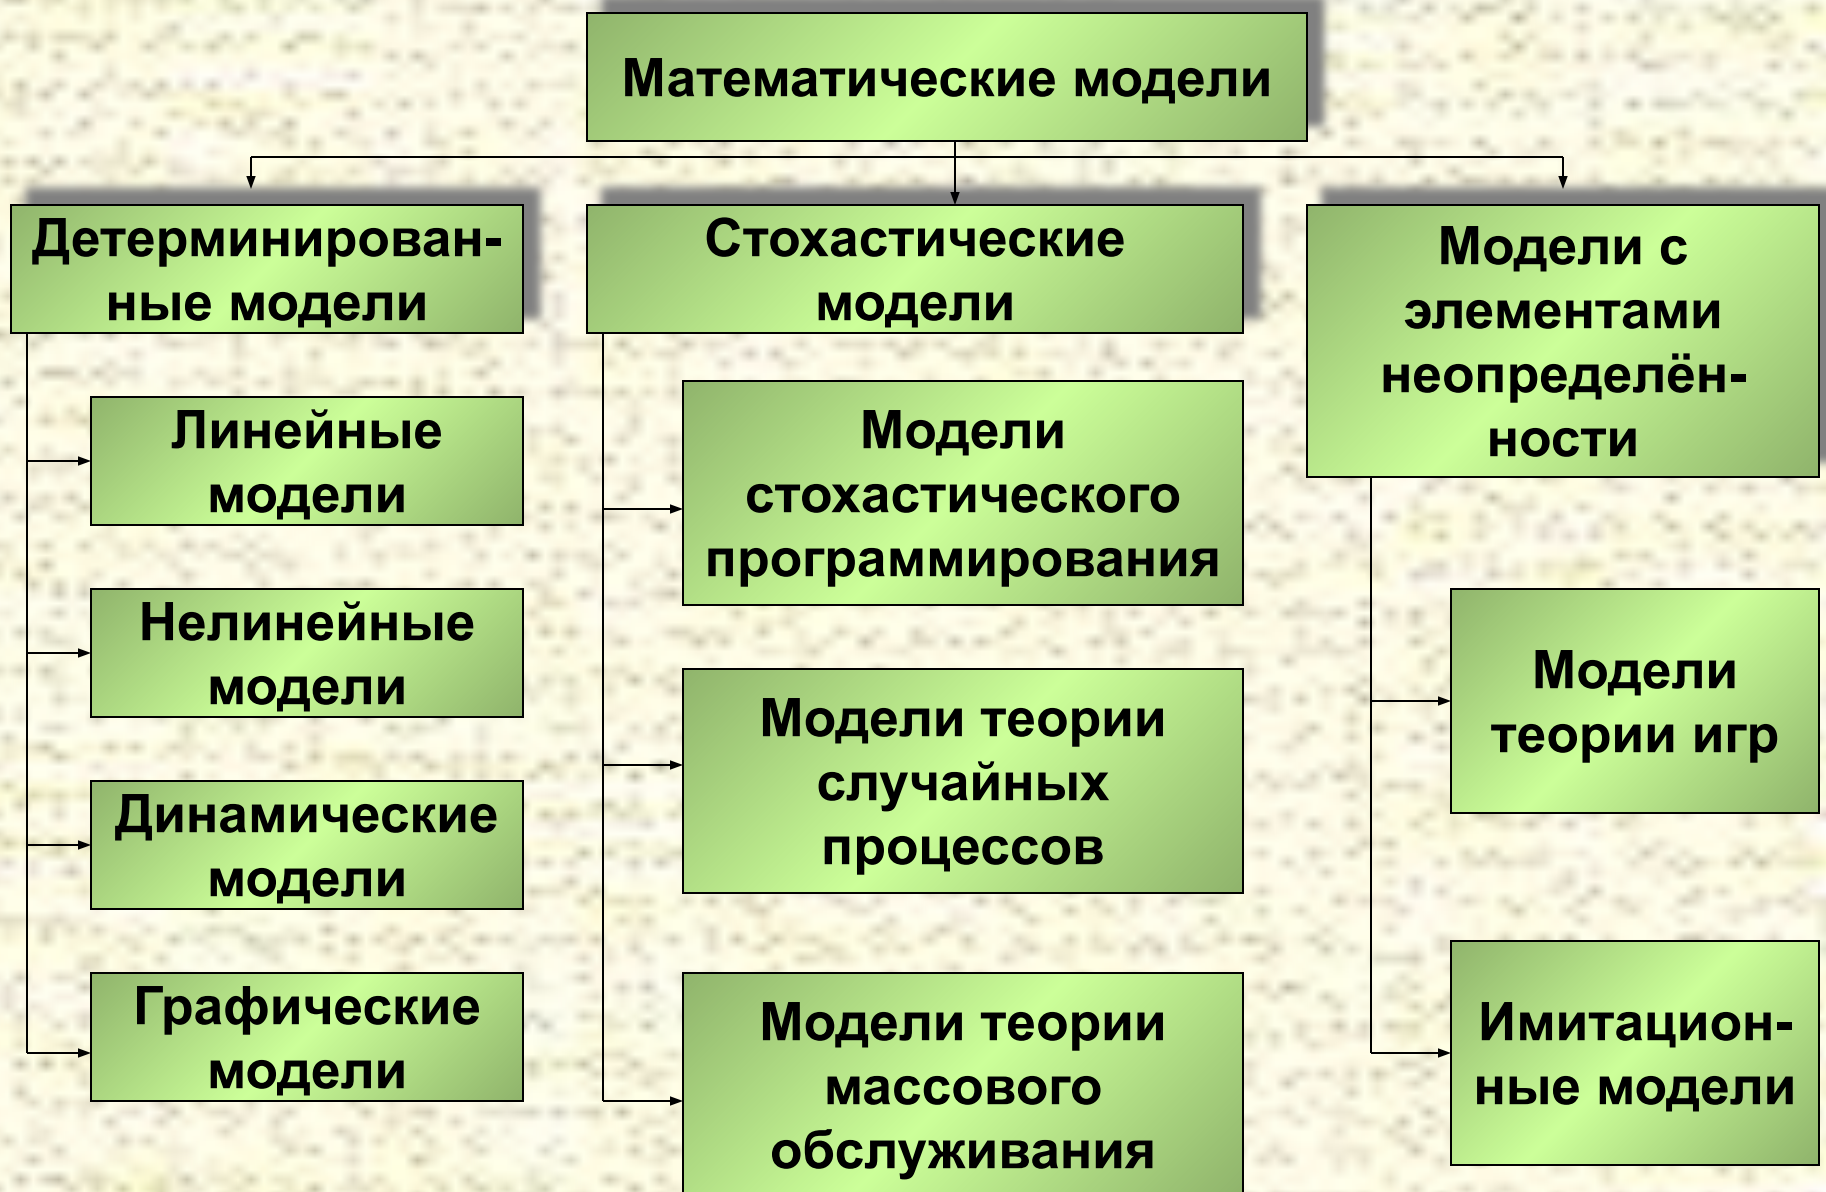 Математические модели
Детерминирован-
ные модели
Линейные
модели
Нелинейные
модели
Динамические
модели
Графические
модели
Стохастические
модели
Модели
стохастического
программирования
Модели теории
случайных
процессов
Модели теории
массового
обслуживания
Модели с
элементами
неопределён-
ности
Модели
теории игр
Имитацион-
ные модели